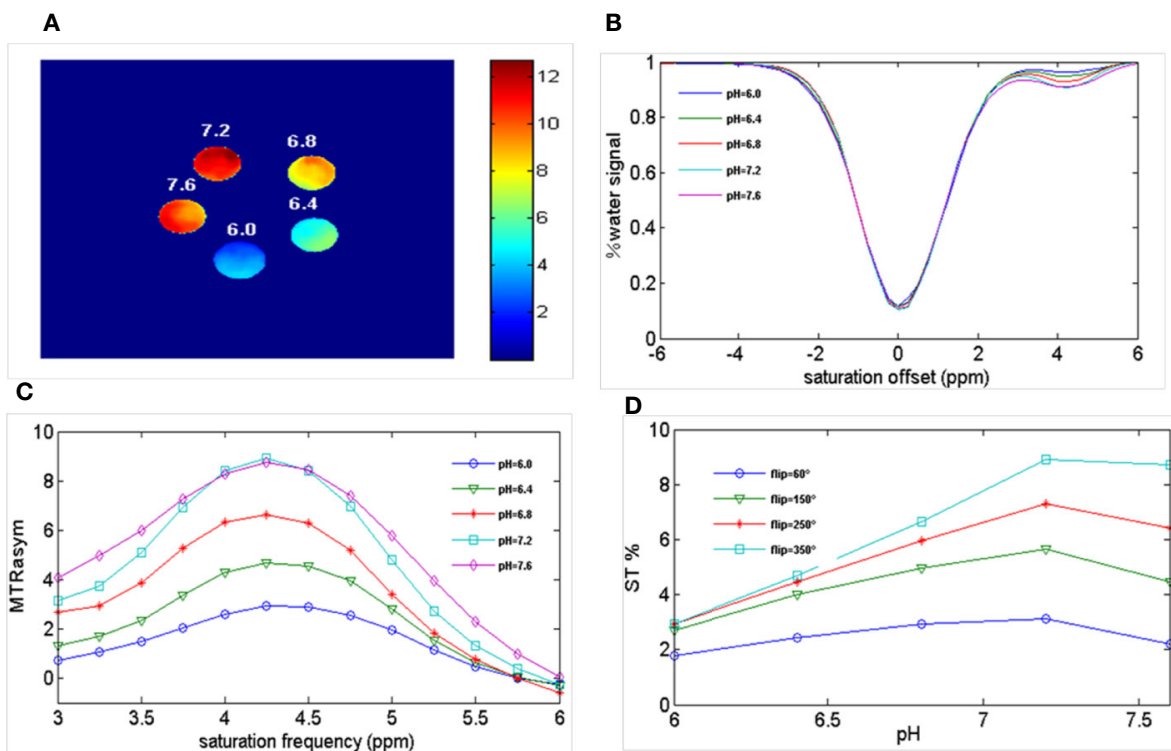 A
7.2
6.8
7.6
6.4
6.0
12
10
8
6
4
2
B
1
0.8
0.6
0.4
0.2
0
pH=6.0
pH=6.4
pH=6.8
pH=7.2
pH=7.6
%water signal
-6 -4 -2 0 2 4 6
saturation offset (ppm)
C
10
8
6
4
2
0
pH=6.0
pH=6.4
pH=6.8
pH=7.2
pH=7.6
MTRasym
3 3.5 4 4.5 5 5.5 6
saturation frequency (ppm)
D
10
8
6
4
2
0
flip=60°
flip=150°
flip=250°
flip=350°
ST %
6 6.5 7 7.5
pH